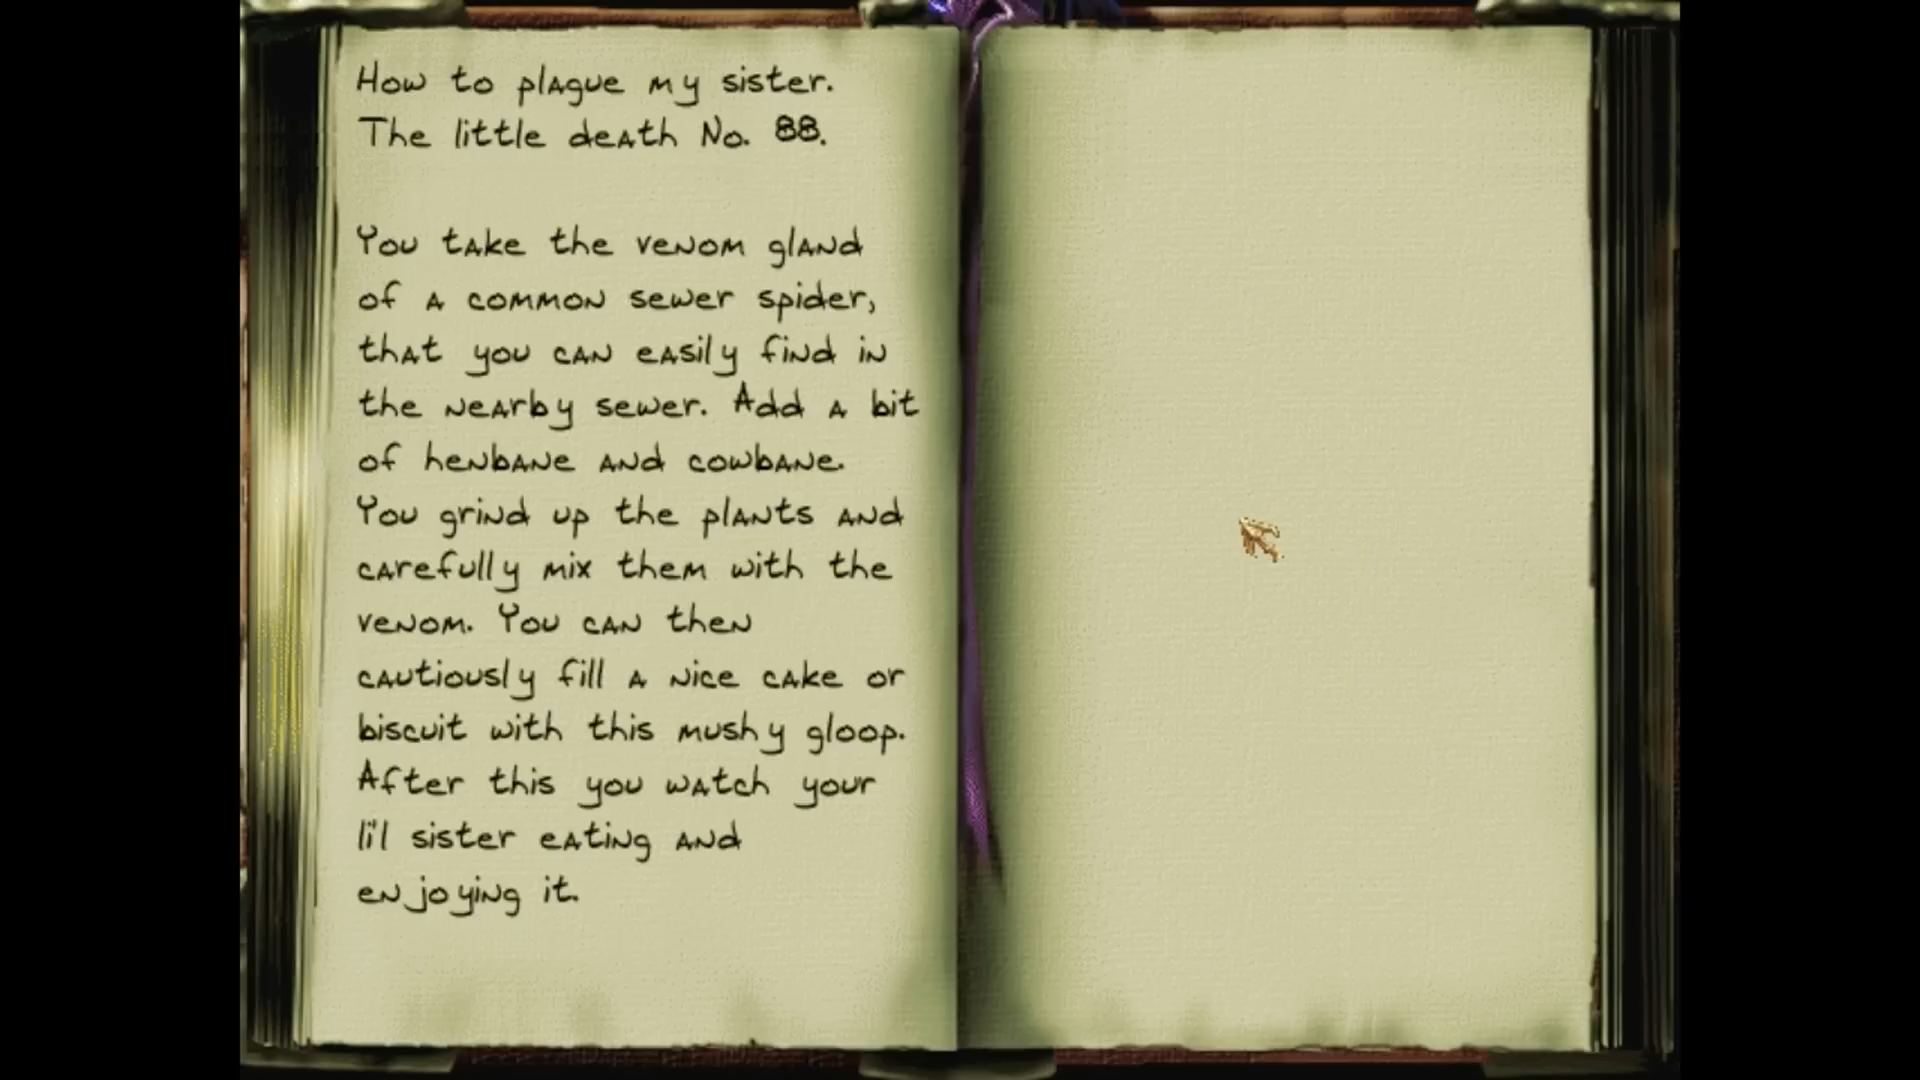 How to plague my sister.
The little death No. 88.
You take the venom gland
of a common sewer spider,
that you can easily find in
the nearby sewer. Add a bit
of henbane and cowbane.
You grind up the plants and
carefully mix them with the
venom. You can then
cautiously fill a nice cake or
biscuit with this mushy gloop.
After this you watch your
li'l sister eating and
enjoying it.